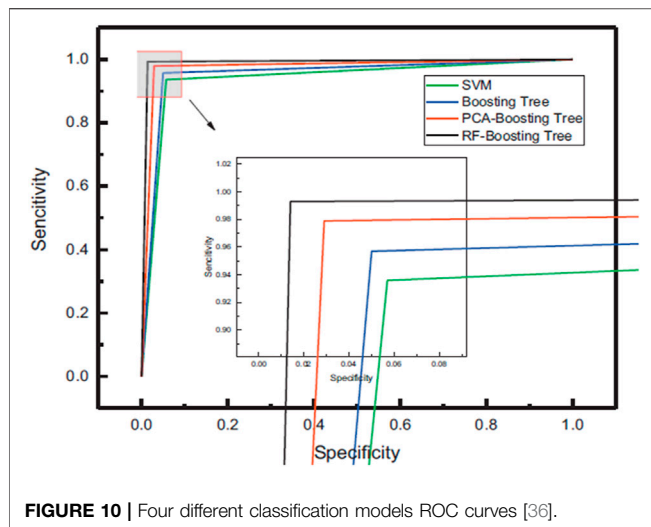 1.0
0.8
0.6
0.4
0.2
0.0
Sencitivity
0.0 0.2 0.4 0.6 0.8 1.0
Specificity
SVM
Boosting Tree
PCA-Boosting Tree
RF-Boosting Tree
1.02
1.00
0.98
0.96
0.94
0.92
0.90
Sencitivity
0.00 0.02 0.04 0.06 0.08
Specificity
FIGURE 10 | Four different classification models ROC curves [36].